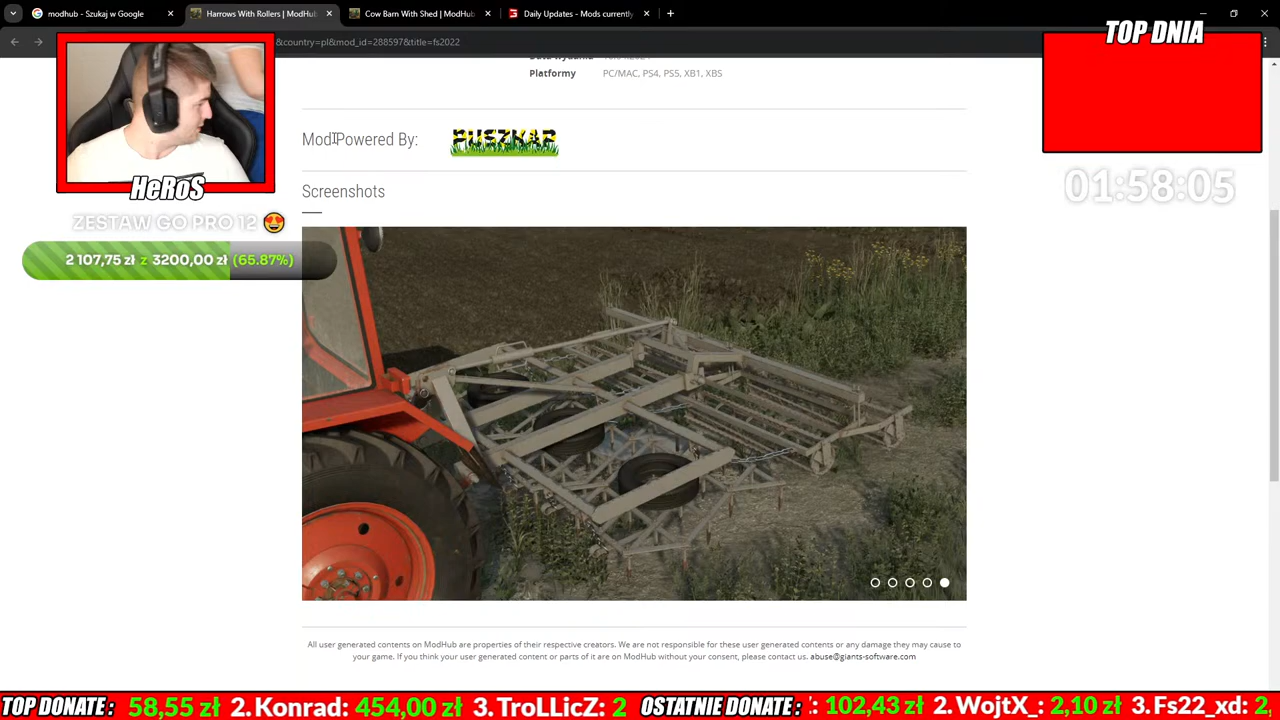 modhub - Szukaj w Google
Harrows With Rollers | ModHub
Cow Barn With Shed | ModHub
Daily Updates - Mods currently
&country=pl&mod_id=288597&title=fs2022
TOP DNIA
Platformy PC/MAC, PS4, PS5, XB1, XBS
Mod Powered By:
PUSZKAR
HeRoS
01:58:05
Screenshots
ZESTAW GO PRO 12 😍
2 107,75 zł z 3200,00 zł (65.87%)
All user generated contents on ModHub are properties of their respective creators. We are not responsible for these user generated contents or any damage they may cause to
your game. If you think your user generated content or parts of it are on ModHub without your consent, please contact us. abuse@giants-software.com
TOP DONATE : 58,55 zł 2.Konrad: 454,00 zł 3.TroLLicZ: 2
OSTATNIE DONATE : : 102,43 zł 2.WojtX_: 2,10 zł 3.Fs22_xd: 2,